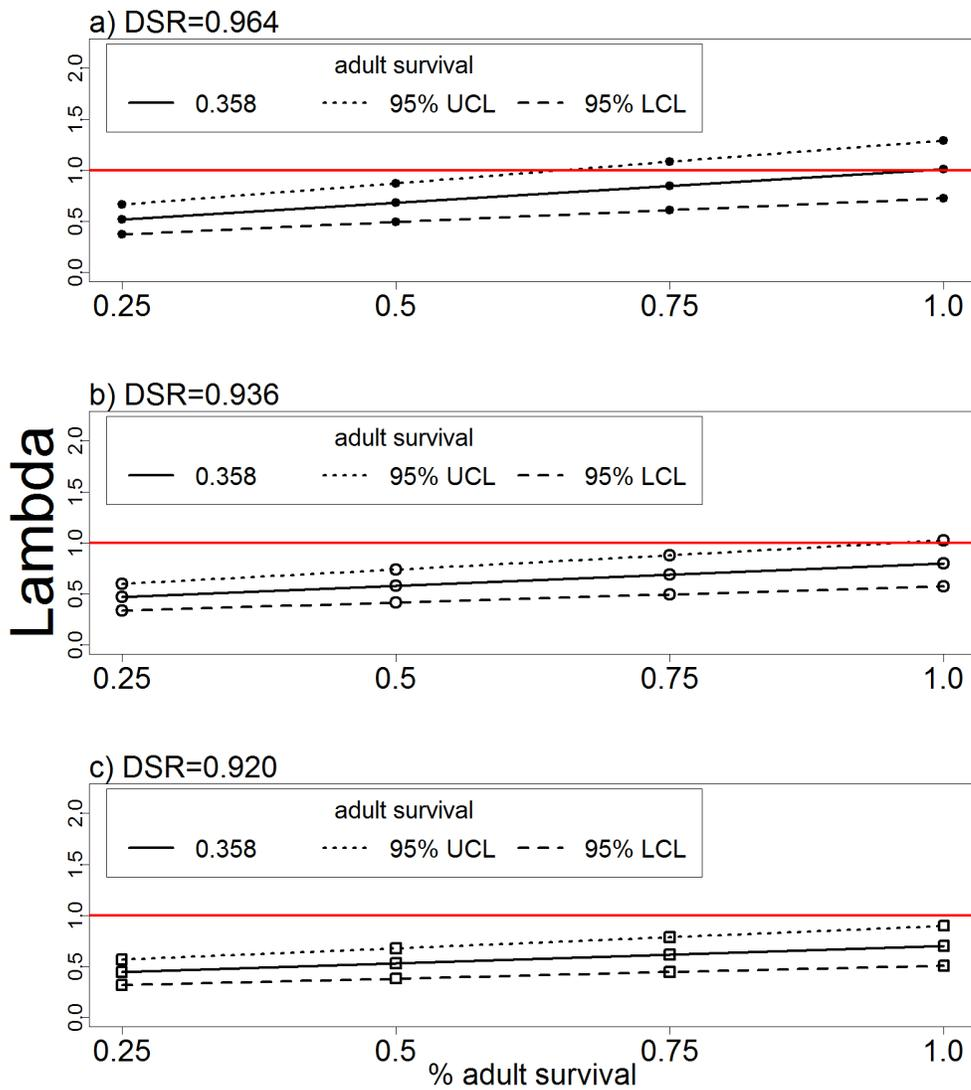 a) DSR=0.964
adult survival
0.358 95% UCL 95% LCL
2.0
1.5
1.0
0.5
0.0
0.25 0.5 0.75 1.0
b) DSR=0.936
adult survival
0.358 95% UCL 95% LCL
2.0
1.5
1.0
0.5
0.0
0.25 0.5 0.75 1.0
Lambda
c) DSR=0.920
adult survival
0.358 95% UCL 95% LCL
2.0
1.5
1.0
0.5
0.0
0.25 0.5 0.75 1.0
% adult survival